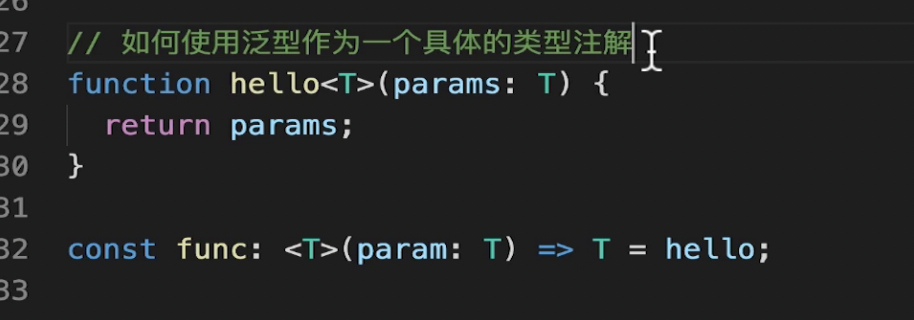 26
27 // 如何使用泛型作为一个具体的类型注解
28 function hello<T>(params: T) {
29   return params;
30 }
31
32 const func: <T>(param: T) => T = hello;
33